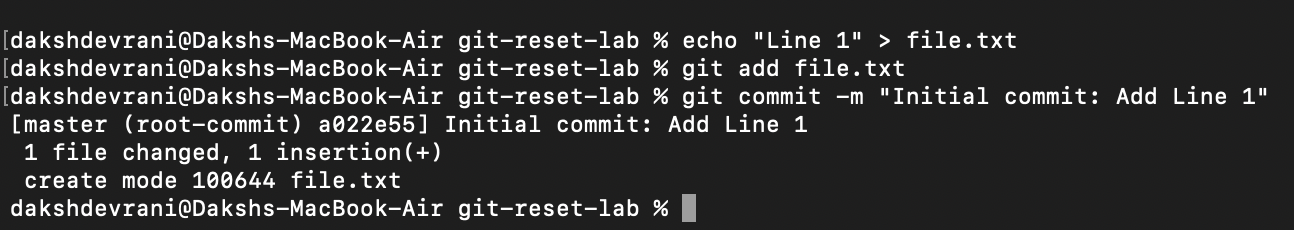 [dakshdevrani@Dakshs-MacBook-Air git-reset-lab % echo "Line 1" > file.txt
[dakshdevrani@Dakshs-MacBook-Air git-reset-lab % git add file.txt
[dakshdevrani@Dakshs-MacBook-Air git-reset-lab % git commit -m "Initial commit: Add Line 1"
[master (root-commit) a022e55] Initial commit: Add Line 1
 1 file changed, 1 insertion(+)
 create mode 100644 file.txt
dakshdevrani@Dakshs-MacBook-Air git-reset-lab %